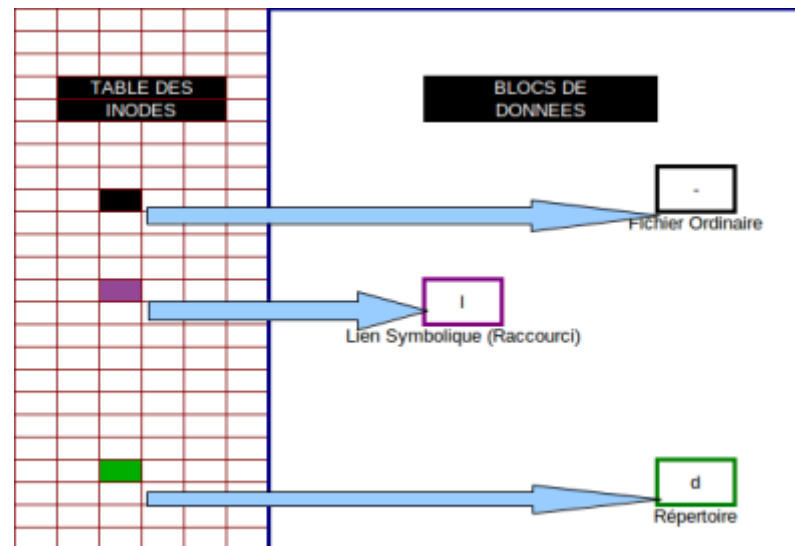 TABLE DES
INODES
BLOCS DE
DONNEES
-
Fichier Ordinaire
l
Lien Symbolique (Raccourci)
d
Répertoire